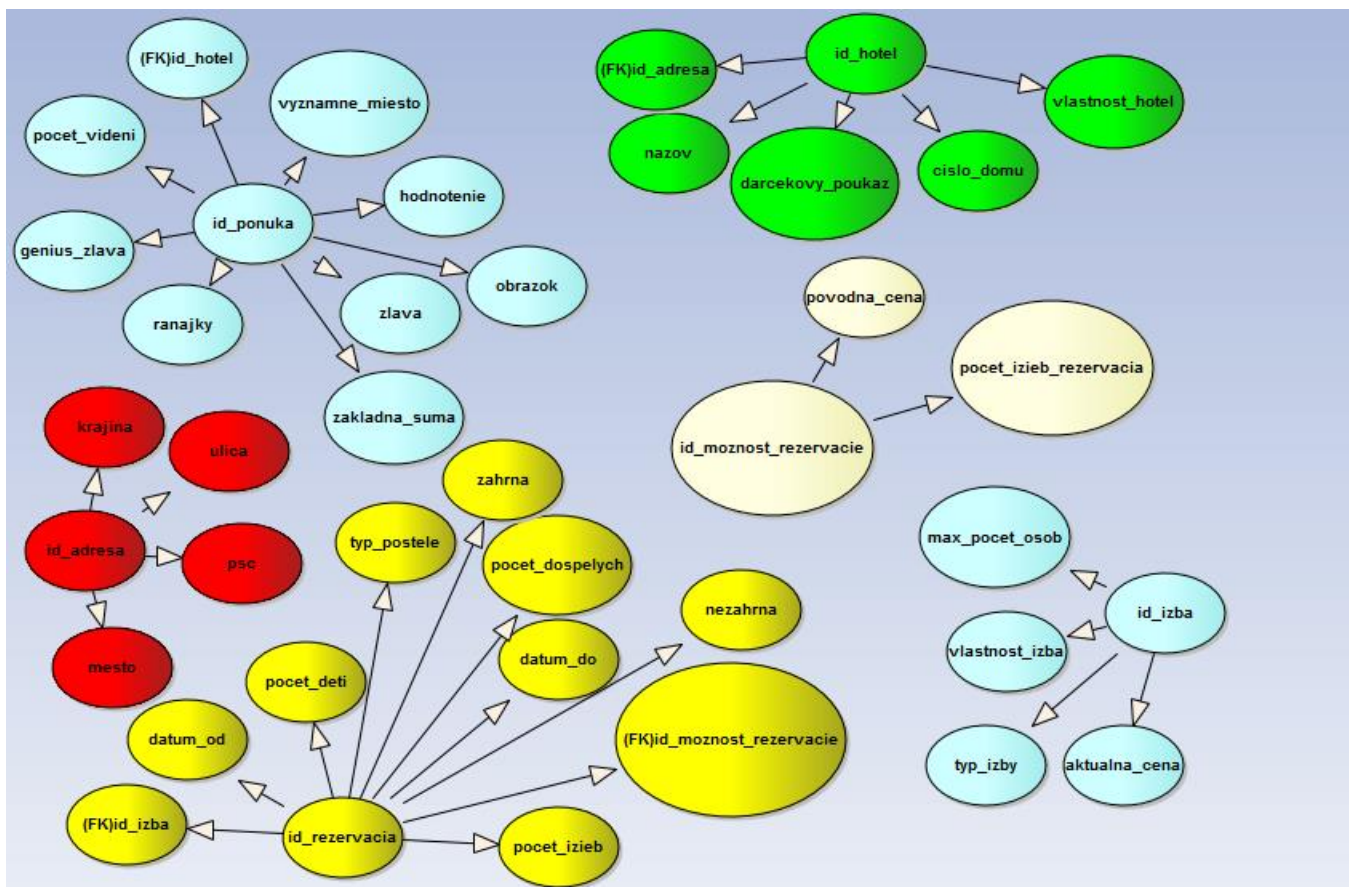 (FK)id_hotel
vyznamne_miesto
pocet_videni
hodnotenie
id_ponuka
genius_zlava
obrazok
ranajky
zlava
zakladna_suma
id_hotel
(FK)id_adresa
vlastnost_hotel
nazov
darcekovy_poukaz
cislo_domu
povodna_cena
pocet_izieb_rezervacia
id_moznost_rezervacie
krajina
ulica
id_adresa
psc
mesto
zahrna
typ_postele
pocet_dospelych
nezahrna
datum_do
pocet_deti
datum_od
(FK)id_moznost_rezervacie
(FK)id_izba
id_rezervacia
pocet_izieb
max_pocet_osob
id_izba
vlastnost_izba
typ_izby
aktualna_cena